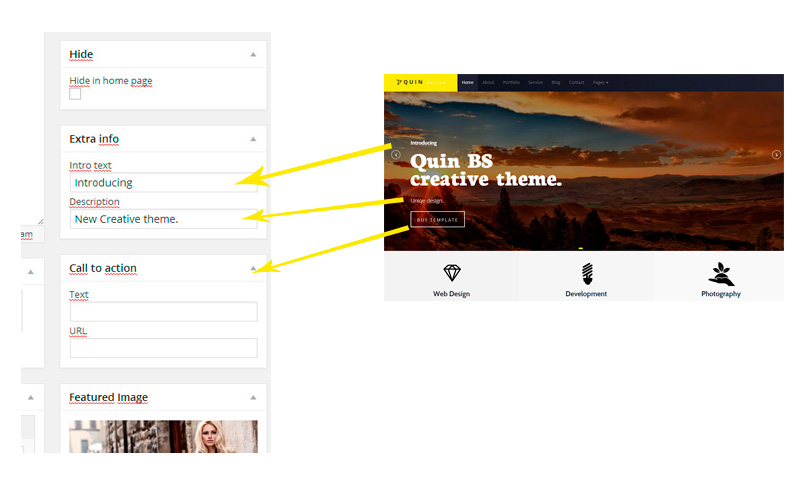 Hide
Hide in home page
Extra info
Intro text
Introducing
Description
New Creative theme.
am
Call to action
Text
URL
Featured Image
QUIN
Home About Portfolio Service Blog Contact Pages
Introducing
Quin BS
creative theme.
Uniqe design.
BUY TEMPLATE
Web Design Development Photography